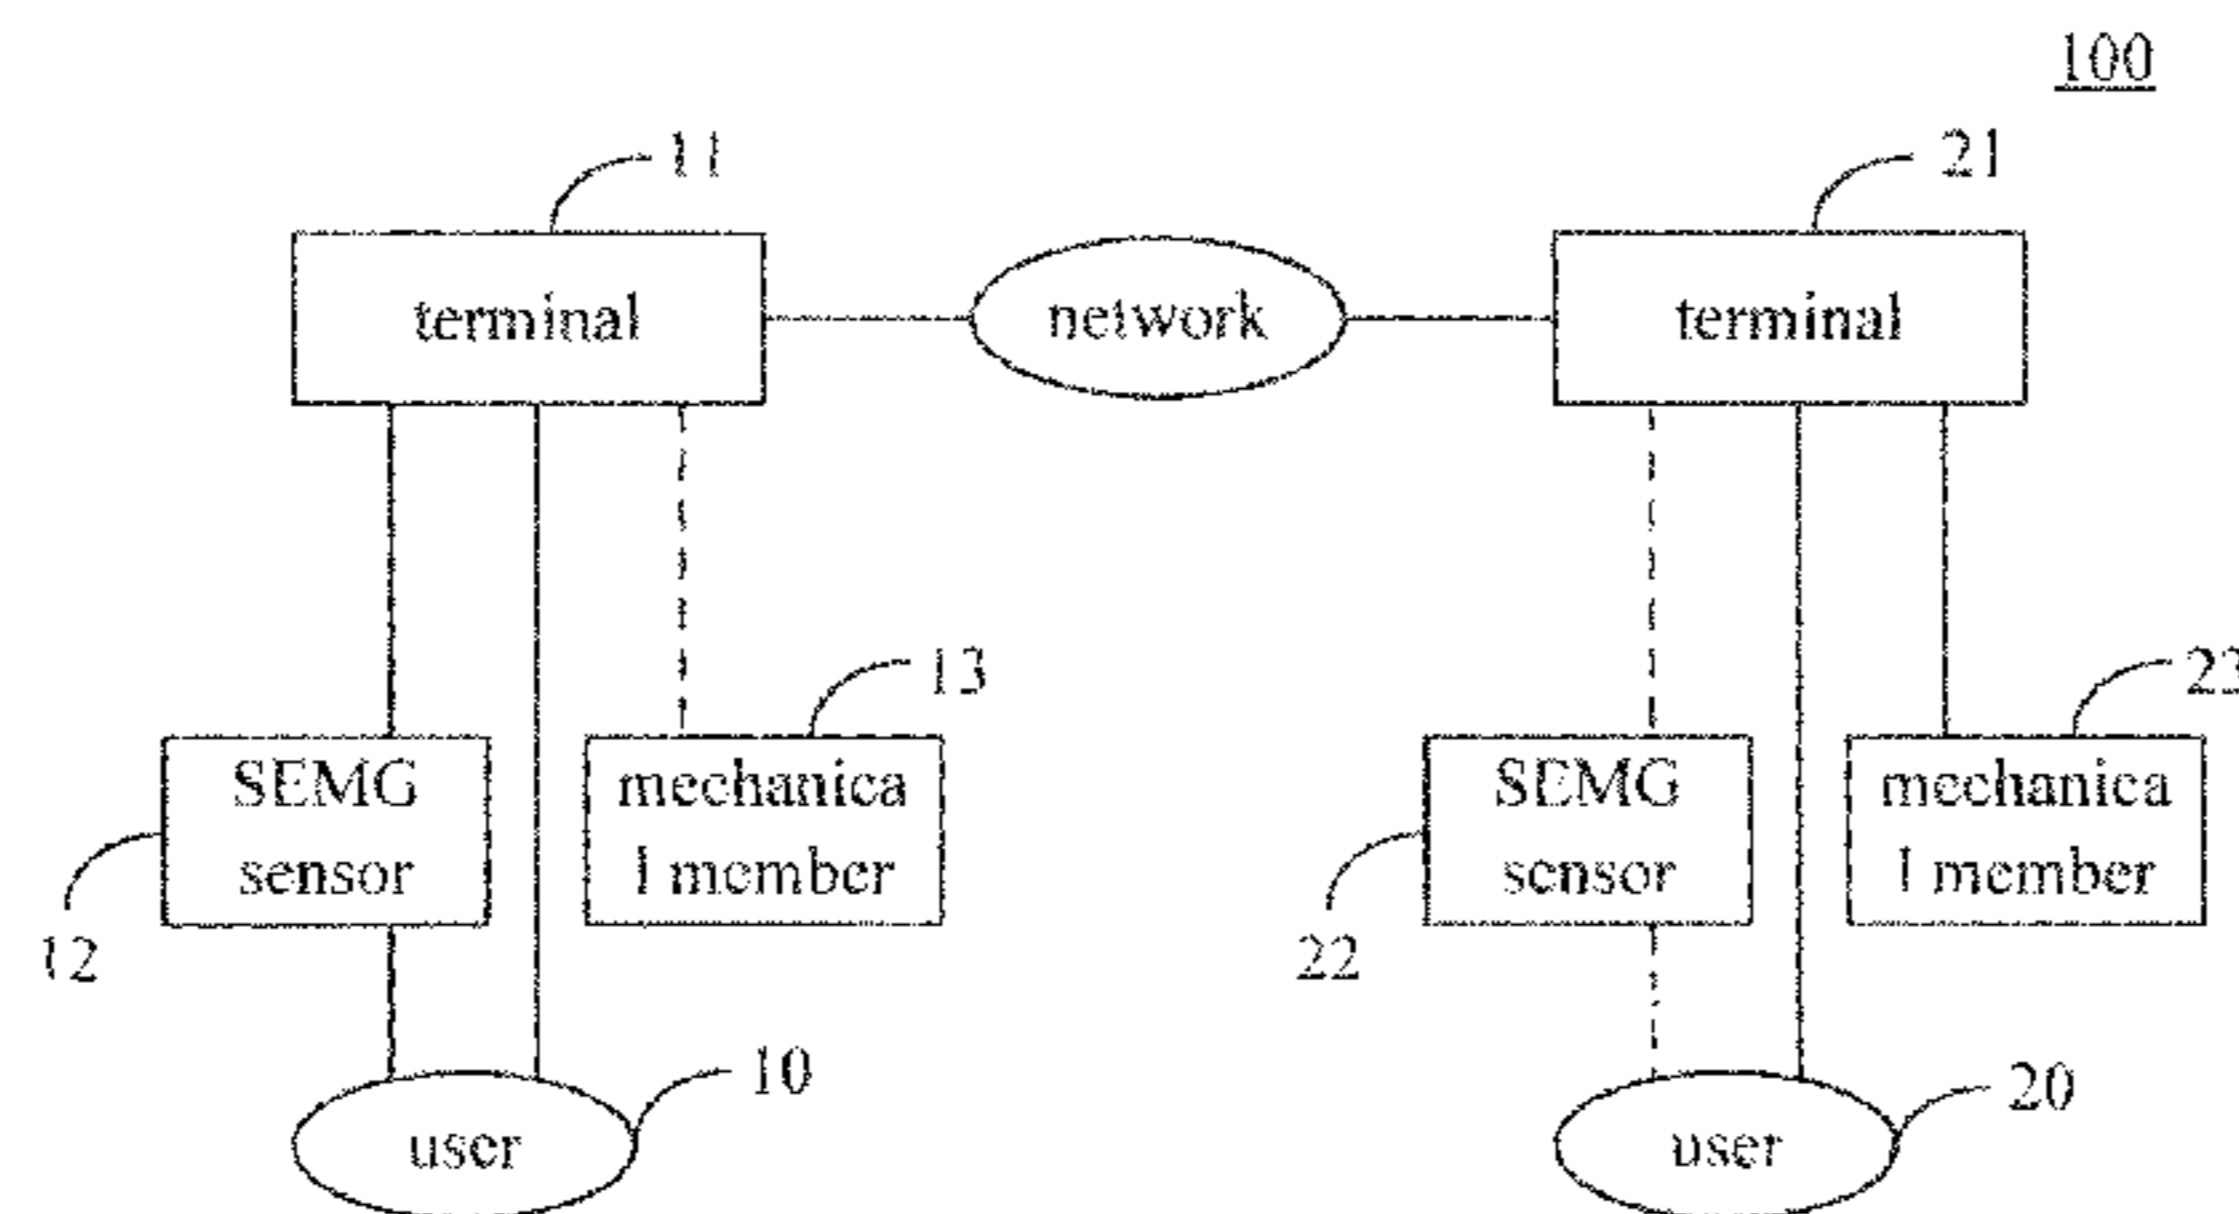 100
11
21
terminal
network
terminal
13
23
SEMG
sensor
mechanica
l member
SEMG
sensor
mechanica
l member
12
22
10
20
user
user